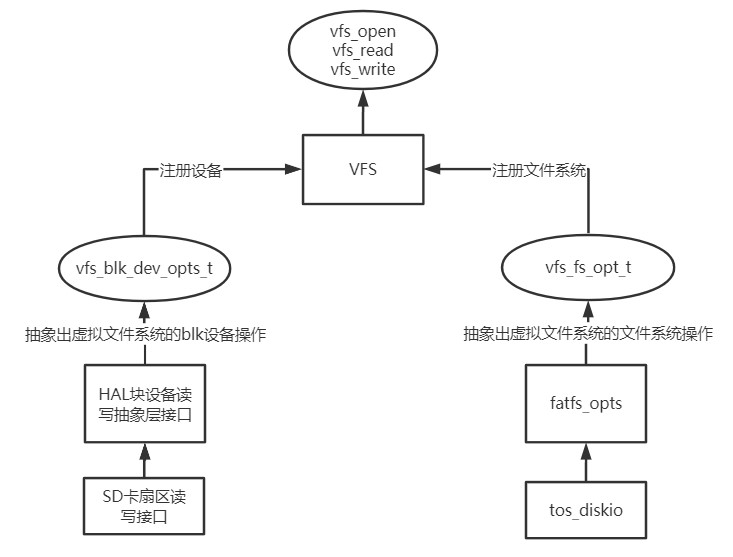 vfs_open
vfs_read
vfs_write
VFS
注册设备
注册文件系统
vfs_blk_dev_opts_t
vfs_fs_opt_t
抽象出虚拟文件系统的blk设备操作
抽象出虚拟文件系统的文件系统操作
HAL块设备读
写抽象层接口
fatfs_opts
SD卡扇区读
写接口
tos_diskio